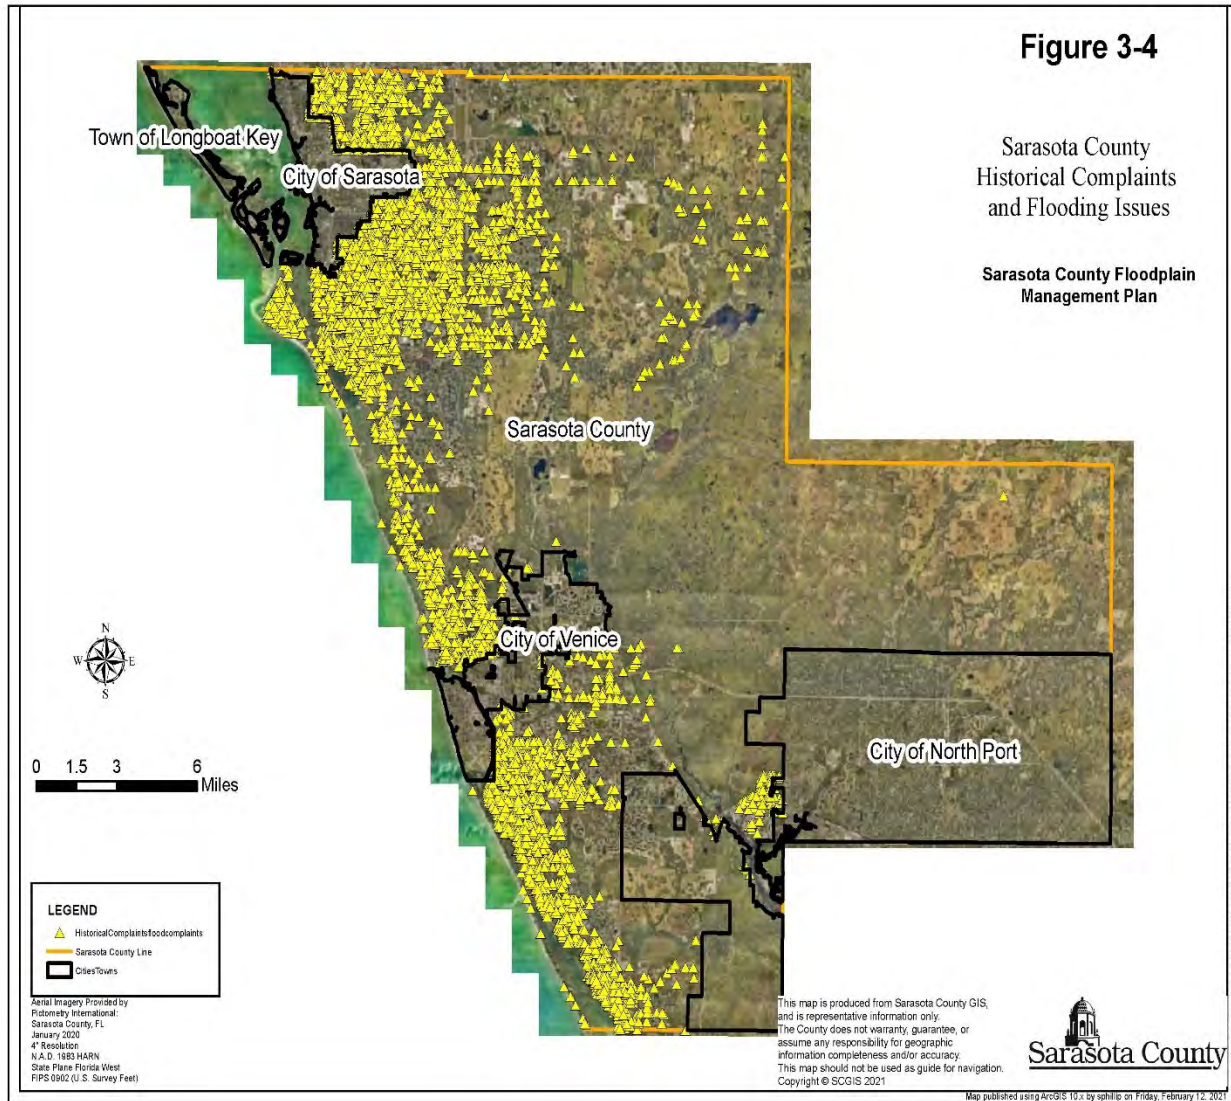 Figure 3-4
Sarasota County
Historical Complaints
and Flooding Issues
Sarasota County Floodplain
Management Plan
Town of Longboat Key
City of Sarasota
Sarasota County
City of Venice
City of North Port
N
W E
S
0 1.5 3 6
Miles
LEGEND
HistoricalComplaintsfloodcomplaints
Sarasota County Line
CitiesTowns
Aerial Imagery Provided by
Pictometry International:
Sarasota County, FL
January 2020
4" Resolution
N.A.D. 1983 HARN
State Plane Florida West
FIPS 0902 (U.S. Survey Feet)
This map is produced from Sarasota County GIS,
and is representative information only.
The County does not warranty, guarantee, or
assume any responsibility for geographic
information completeness and/or accuracy.
This map should not be used as guide for navigation.
Copyright © SCGIS 2021
Sarasota County
Map published using ArcGIS 10.x by sphillip on Friday, February 12, 2021